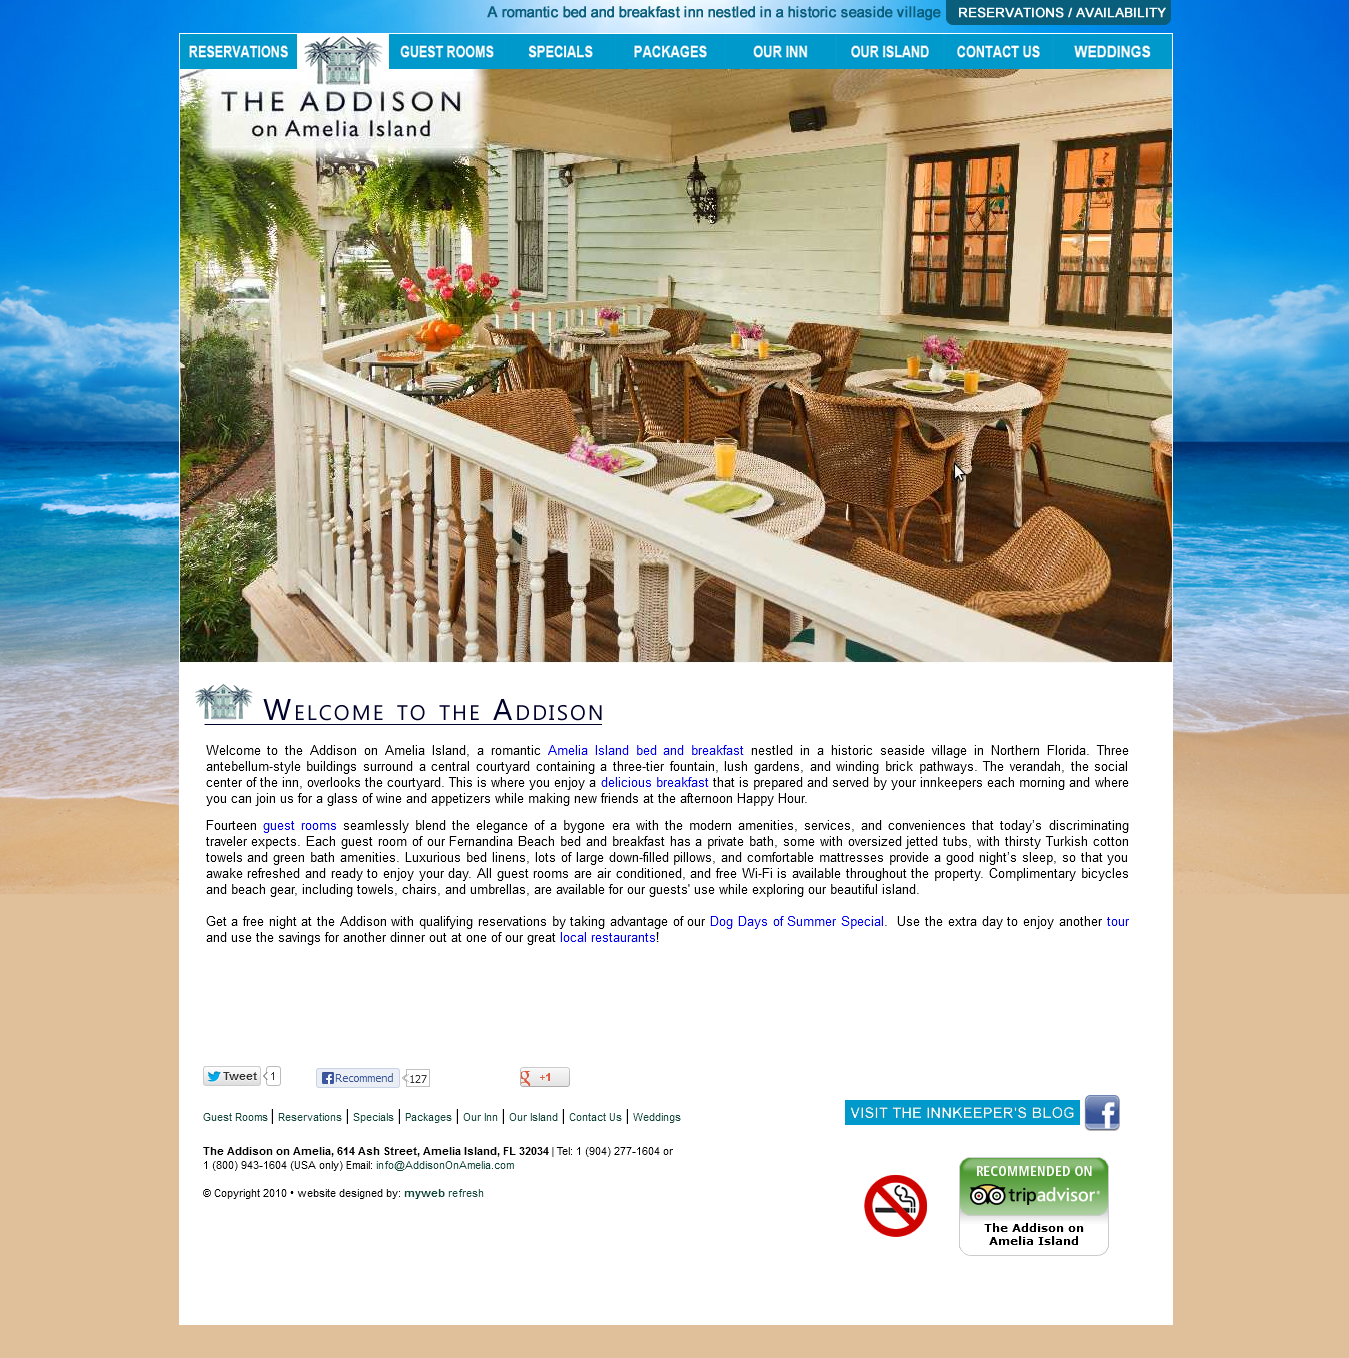 A romantic bed and breakfast inn nestled in a historic seaside village
RESERVATIONS / AVAILABILITY
RESERVATIONS
GUEST ROOMS
SPECIALS
PACKAGES
OUR INN
OUR ISLAND
CONTACT US
WEDDINGS
THE ADDISON
on Amelia Island
WELCOME TO THE ADDISON
Welcome to the Addison on Amelia Island, a romantic Amelia Island bed and breakfast nestled in a historic seaside village in Northern Florida. Three
antebellum-style buildings surround a central courtyard containing a three-tier fountain, lush gardens, and winding brick pathways. The verandah, the social
center of the inn, overlooks the courtyard. This is where you enjoy a delicious breakfast that is prepared and served by your innkeepers each morning and where
you can join us for a glass of wine and appetizers while making new friends at the afternoon Happy Hour.
Fourteen guest rooms seamlessly blend the elegance of a bygone era with the modern amenities, services, and conveniences that today's discriminating
traveler expects. Each guest room of our Fernandina Beach bed and breakfast has a private bath, some with oversized jetted tubs, with thirsty Turkish cotton
towels and green bath amenities. Luxurious bed linens, lots of large down-filled pillows, and comfortable mattresses provide a good night's sleep, so that you
awake refreshed and ready to enjoy your day. All guest rooms are air conditioned, and free Wi-Fi is available throughout the property. Complimentary bicycles
and beach gear, including towels, chairs, and umbrellas, are available for our guests' use while exploring our beautiful island.
Get a free night at the Addison with qualifying reservations by taking advantage of our Dog Days of Summer Special. Use the extra day to enjoy another tour
and use the savings for another dinner out at one of our great local restaurants!
Tweet 1
Recommend 127
g +1
Guest Rooms | Reservations | Specials | Packages | Our Inn | Our Island | Contact Us | Weddings
VISIT THE INNKEEPER'S BLOG f
The Addison on Amelia, 614 Ash Street, Amelia Island, FL 32034 | Tel: 1 (904) 277-1604 or
1 (800) 943-1604 (USA only) Email: info@AddisonOnAmelia.com
© Copyright 2010 • website designed by: myweb refresh
RECOMMENDED ON
tripadvisor
The Addison on
Amelia Island